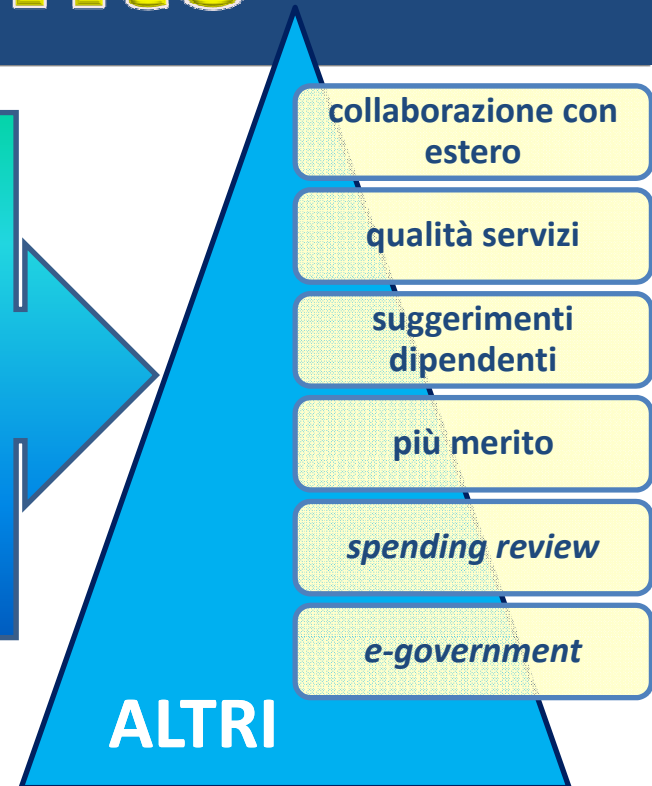 collaborazione con
estero
qualità servizi
suggerimenti
dipendenti
più merito
spending review
e-government
ALTRI